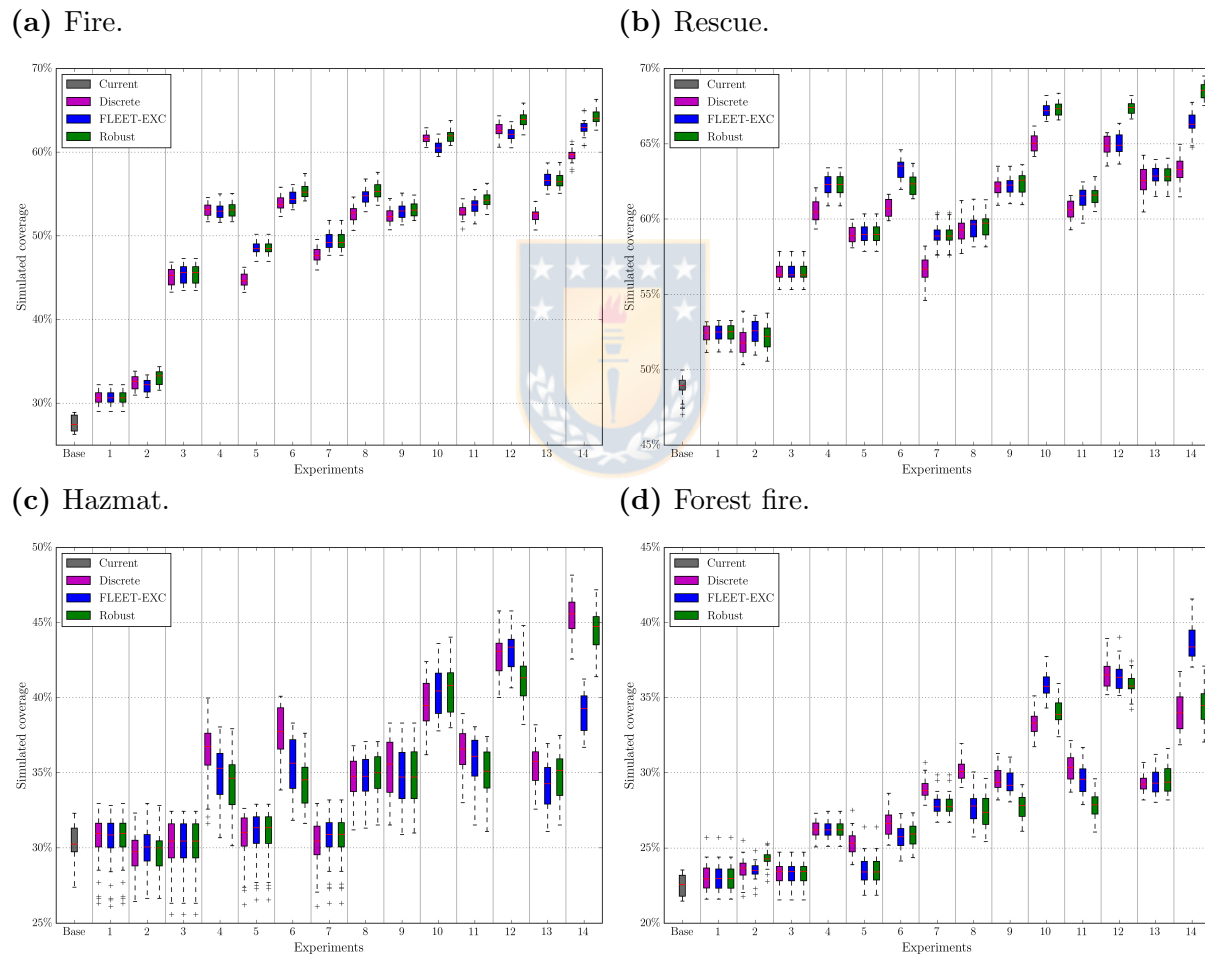 (a) Fire.
70%
60%
50%
40%
30%
Simulated coverage
Current
Discrete
FLEET-EXC
Robust
Base 1 2 3 4 5 6 7 8 9 10 11 12 13 14
Experiments
(b) Rescue.
70%
65%
60%
55%
50%
45%
Simulated coverage
Current
Discrete
FLEET-EXC
Robust
Base 1 2 3 4 5 6 7 8 9 10 11 12 13 14
Experiments
(c) Hazmat.
50%
45%
40%
35%
30%
25%
Simulated coverage
Current
Discrete
FLEET-EXC
Robust
Base 1 2 3 4 5 6 7 8 9 10 11 12 13 14
Experiments
(d) Forest fire.
45%
40%
35%
30%
25%
20%
Simulated coverage
Current
Discrete
FLEET-EXC
Robust
Base 1 2 3 4 5 6 7 8 9 10 11 12 13 14
Experiments